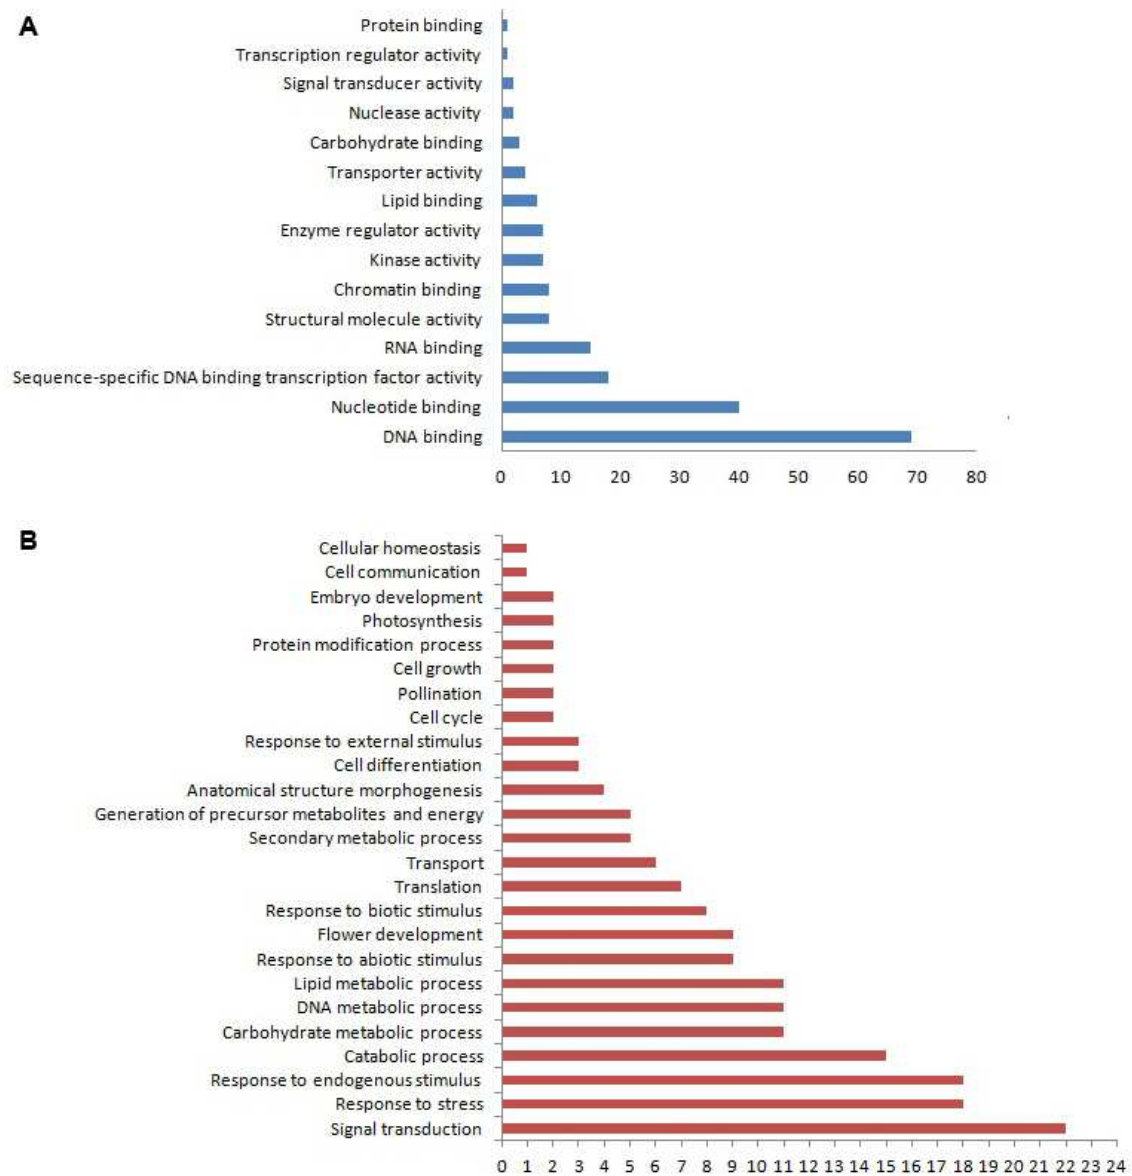 A
Protein binding
Transcription regulator activity
Signal transducer activity
Nuclease activity
Carbohydrate binding
Transporter activity
Lipid binding
Enzyme regulator activity
Kinase activity
Chromatin binding
Structural molecule activity
RNA binding
Sequence-specific DNA binding transcription factor activity
Nucleotide binding
DNA binding
0 10 20 30 40 50 60 70 80
B
Cellular homeostasis
Cell communication
Embryo development
Photosynthesis
Protein modification process
Cell growth
Pollination
Cell cycle
Response to external stimulus
Cell differentiation
Anatomical structure morphogenesis
Generation of precursor metabolites and energy
Secondary metabolic process
Transport
Translation
Response to biotic stimulus
Flower development
Response to abiotic stimulus
Lipid metabolic process
DNA metabolic process
Carbohydrate metabolic process
Catabolic process
Response to endogenous stimulus
Response to stress
Signal transduction
0 1 2 3 4 5 6 7 8 9 10 11 12 13 14 15 16 17 18 19 20 21 22 23 24